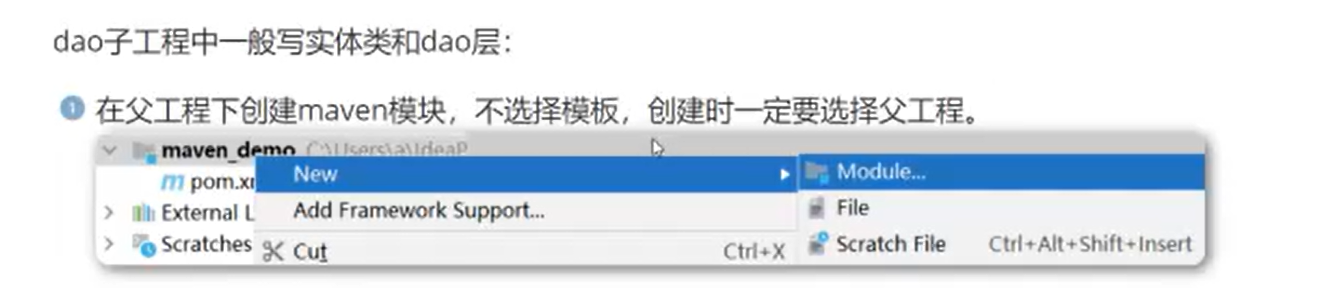 dao子工程中一般写实体类和dao层：
1 在父工程下创建maven模块，不选择模板，创建时一定要选择父工程。
maven_demo C:\Users\a\IdeaP
New Module...
pom.x
External L File
Add Framework Support...
Scratches Scratch File Ctrl+Alt+Shift+Insert
Cut Ctrl+X